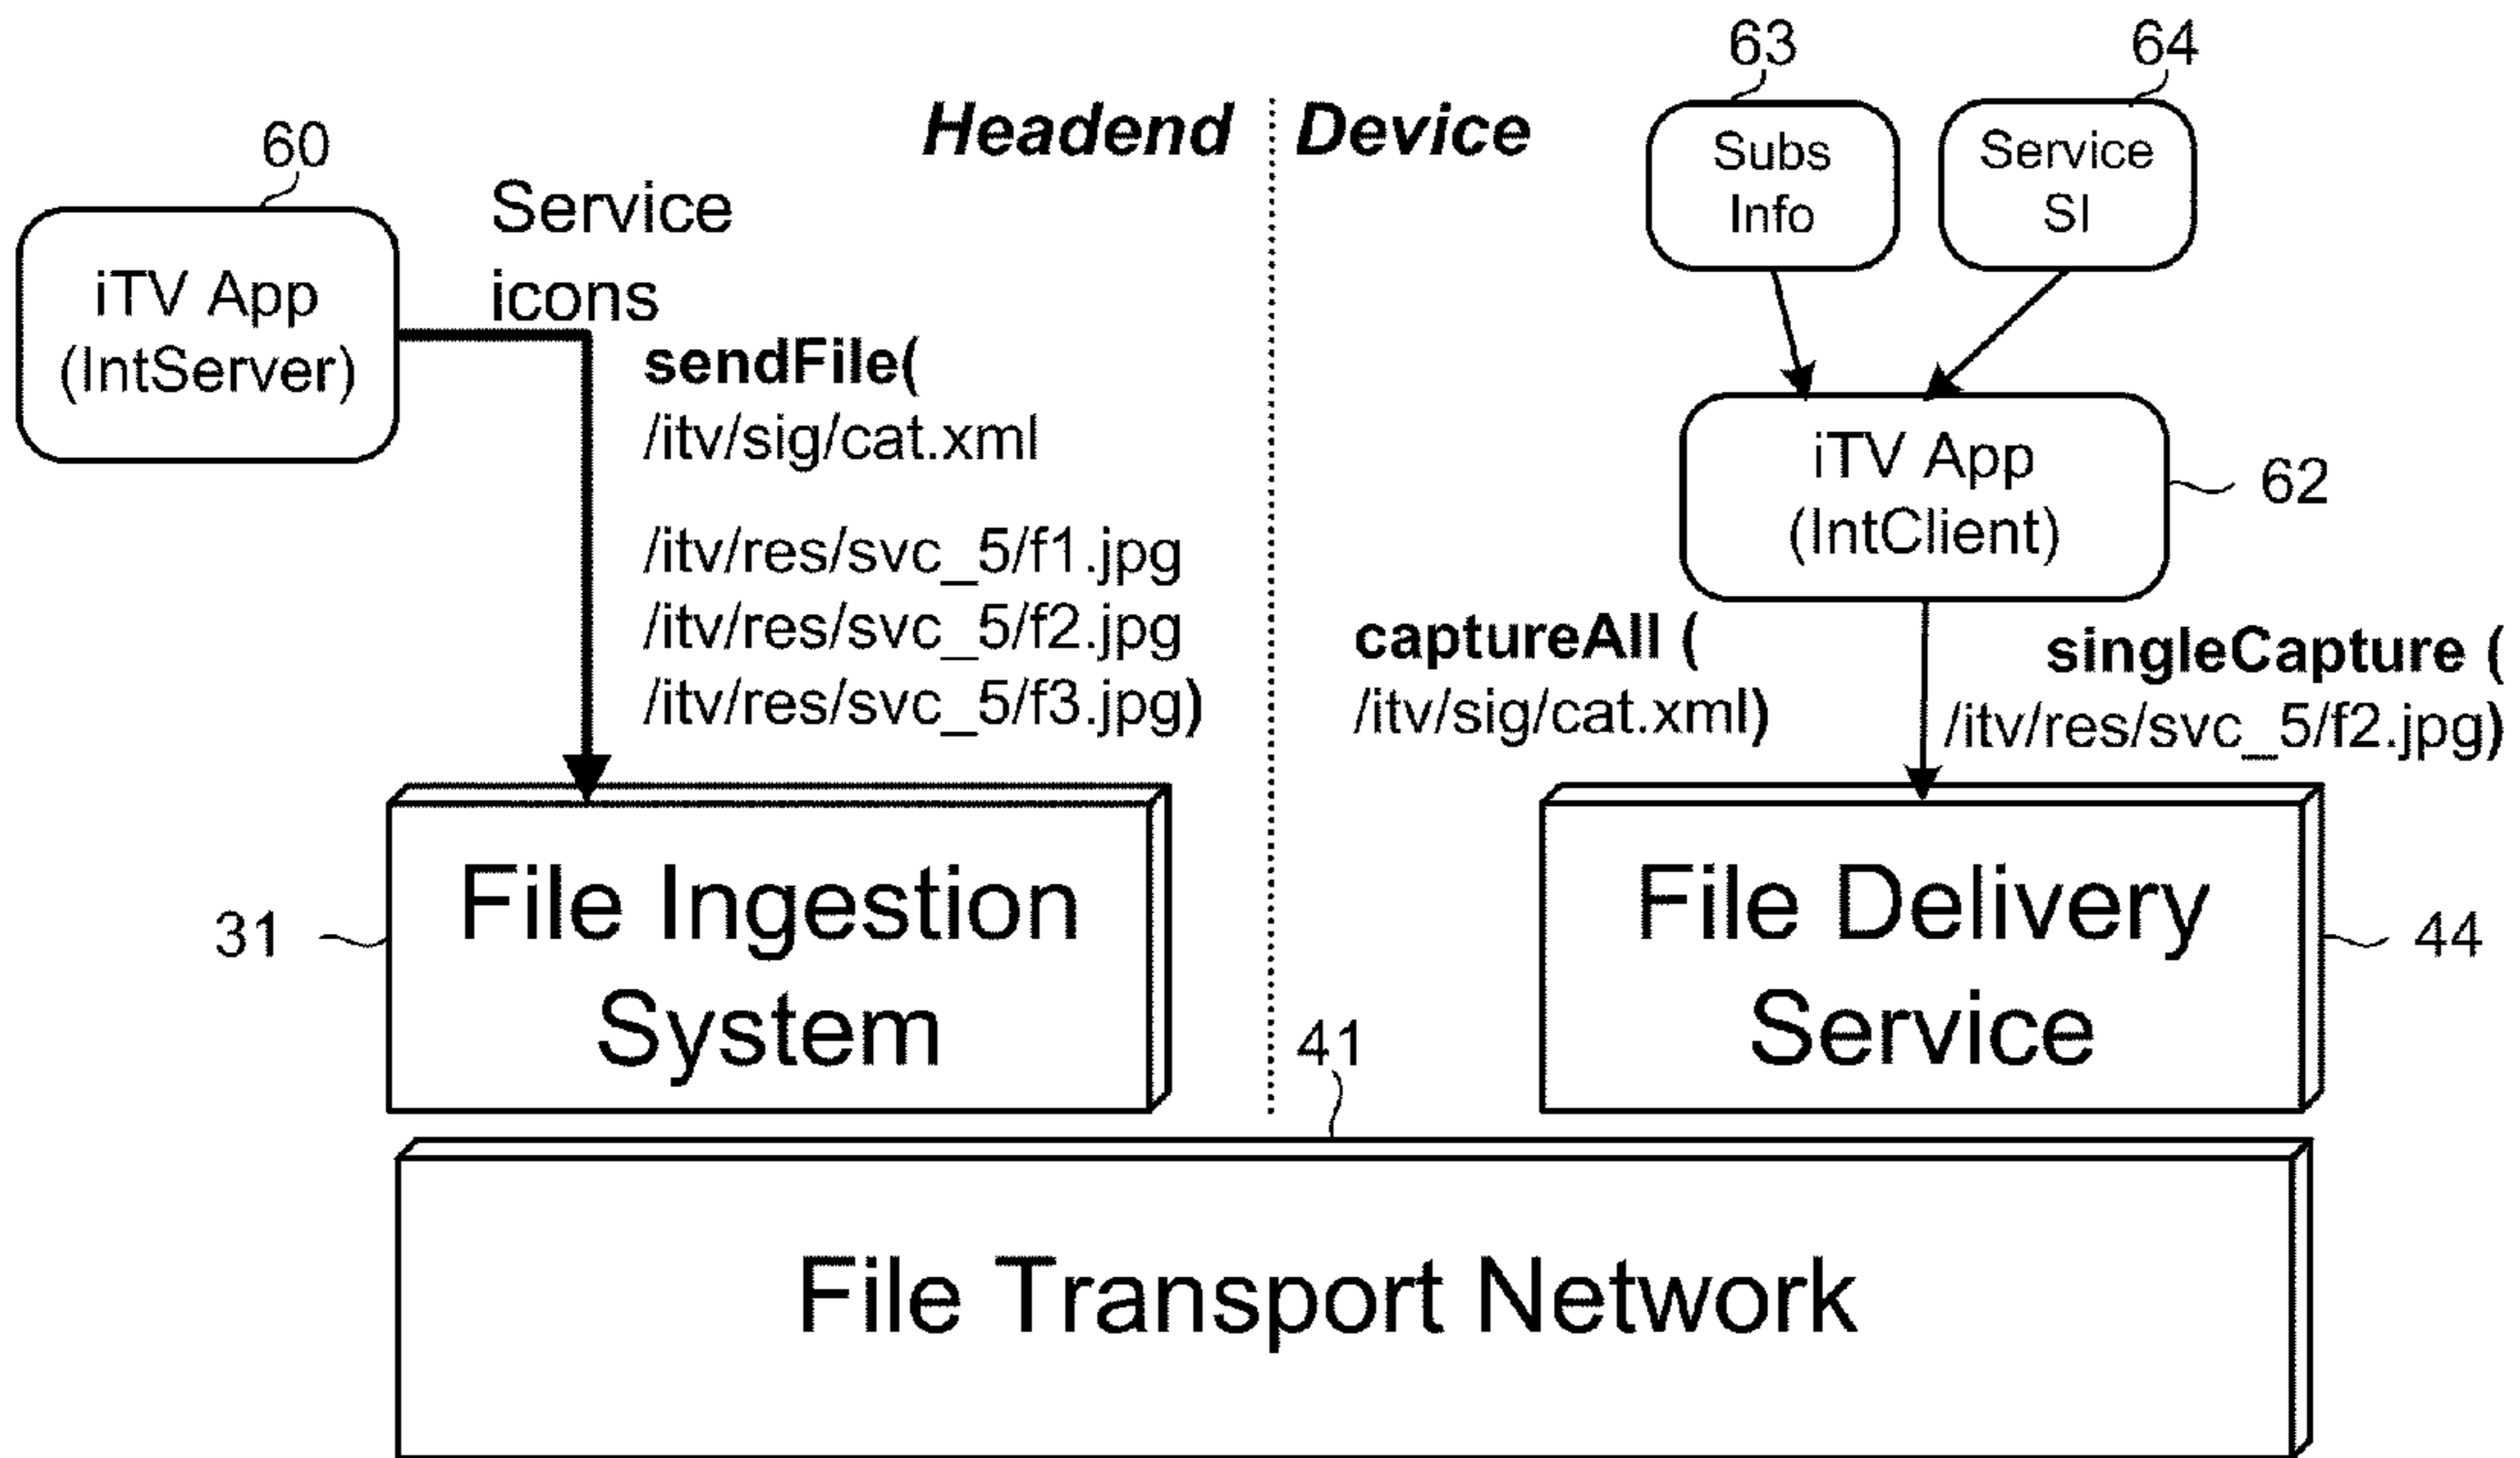 60
Service
icons
iTV App
(IntServer)
sendFile(
/itv/sig/cat.xml
/itv/res/svc_5/f1.jpg
/itv/res/svc_5/f2.jpg
/itv/res/svc_5/f3.jpg)
Headend
Device
63
64
Subs
Info
Service
SI
iTV App
(IntClient)
62
captureAll (
/itv/sig/cat.xml)
singleCapture (
/itv/res/svc_5/f2.jpg)
31
File Ingestion
System
File Delivery
Service
44
41
File Transport Network